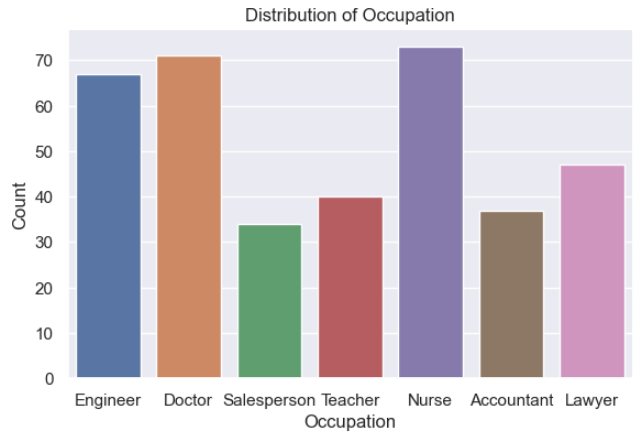 Distribution of Occupation
70
60
50
40
30
20
10
0
Count
Engineer Doctor Salesperson Teacher Nurse Accountant Lawyer
Occupation